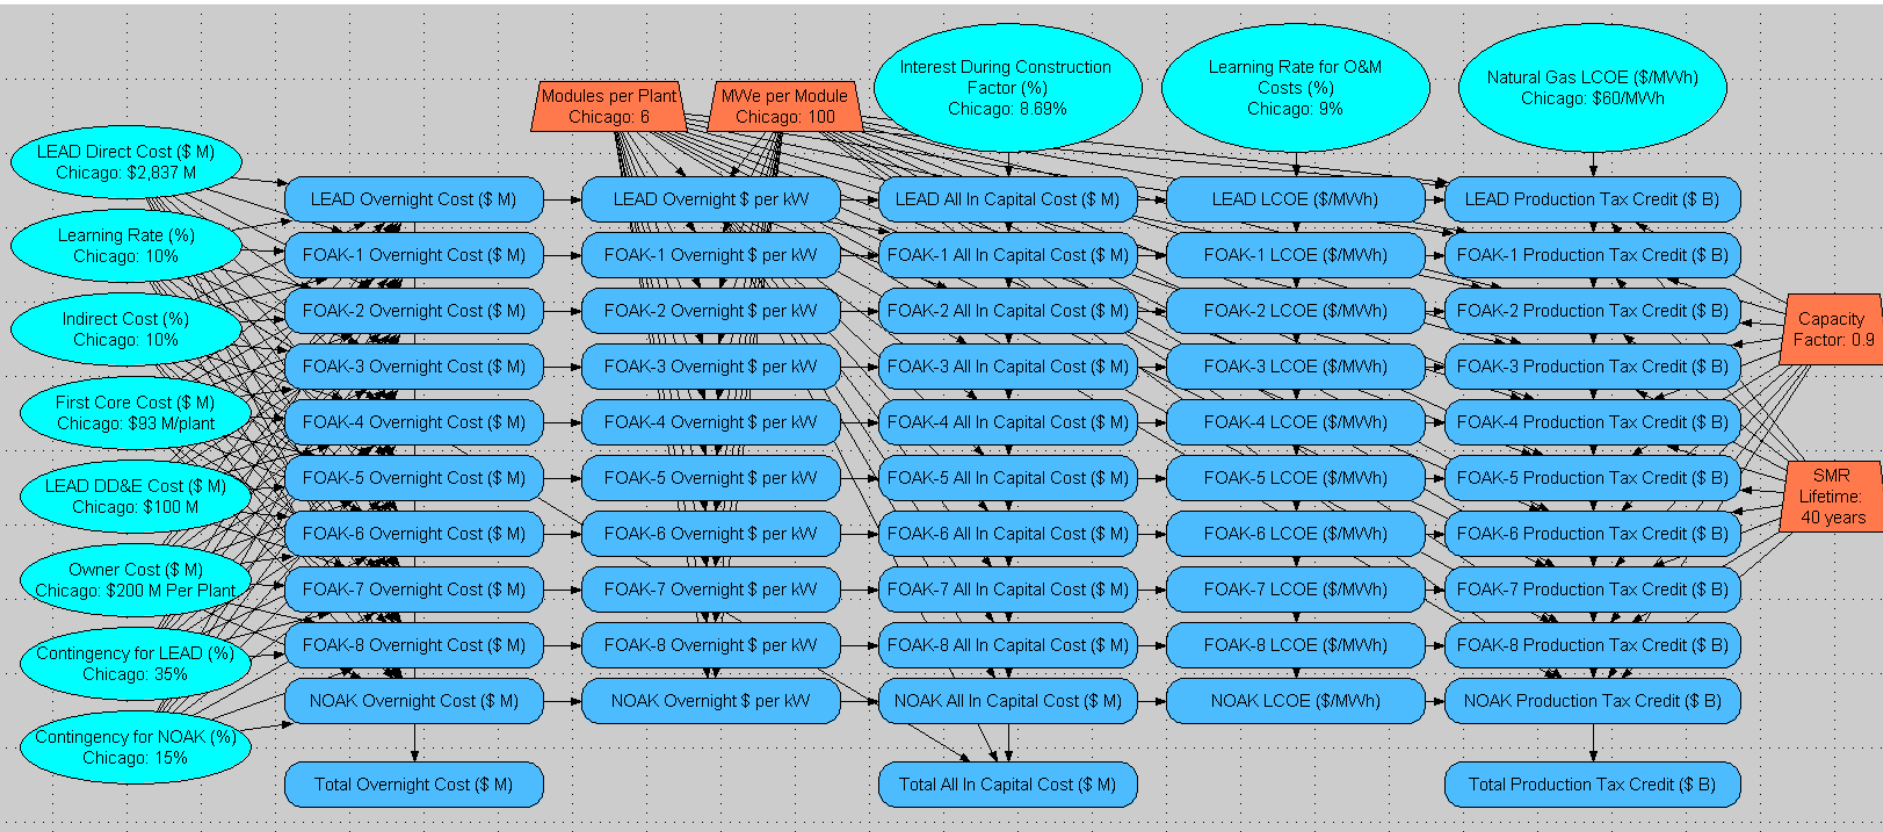 Interest During Construction
Factor (%)
Chicago: 8.69%
Learning Rate for O&M
Costs (%)
Chicago: 9%
Natural Gas LCOE ($/MWh)
Chicago: $60/MWh
Modules per Plant
Chicago: 6
MWe per Module
Chicago: 100
LEAD Direct Cost ($ M)
Chicago: $2,837 M
Learning Rate (%)
Chicago: 10%
Indirect Cost (%)
Chicago: 10%
First Core Cost ($ M)
Chicago: $93 M/plant
LEAD DD&E Cost ($ M)
Chicago: $100 M
Owner Cost ($ M)
Chicago: $200 M Per Plant
Contingency for LEAD (%)
Chicago: 35%
Contingency for NOAK (%)
Chicago: 15%
LEAD Overnight Cost ($ M)
FOAK-1 Overnight Cost ($ M)
FOAK-2 Overnight Cost ($ M)
FOAK-3 Overnight Cost ($ M)
FOAK-4 Overnight Cost ($ M)
FOAK-5 Overnight Cost ($ M)
FOAK-6 Overnight Cost ($ M)
FOAK-7 Overnight Cost ($ M)
FOAK-8 Overnight Cost ($ M)
NOAK Overnight Cost ($ M)
Total Overnight Cost ($ M)
LEAD Overnight $ per kW
FOAK-1 Overnight $ per kW
FOAK-2 Overnight $ per kW
FOAK-3 Overnight $ per kW
FOAK-4 Overnight $ per kW
FOAK-5 Overnight $ per kW
FOAK-6 Overnight $ per kW
FOAK-7 Overnight $ per kW
FOAK-8 Overnight $ per kW
NOAK Overnight $ per kW
LEAD All In Capital Cost ($ M)
FOAK-1 All In Capital Cost ($ M)
FOAK-2 All In Capital Cost ($ M)
FOAK-3 All In Capital Cost ($ M)
FOAK-4 All In Capital Cost ($ M)
FOAK-5 All In Capital Cost ($ M)
FOAK-6 All In Capital Cost ($ M)
FOAK-7 All In Capital Cost ($ M)
FOAK-8 All In Capital Cost ($ M)
NOAK All In Capital Cost ($ M)
Total All In Capital Cost ($ M)
LEAD LCOE ($/MWh)
FOAK-1 LCOE ($/MWh)
FOAK-2 LCOE ($/MWh)
FOAK-3 LCOE ($/MWh)
FOAK-4 LCOE ($/MWh)
FOAK-5 LCOE ($/MWh)
FOAK-6 LCOE ($/MWh)
FOAK-7 LCOE ($/MWh)
FOAK-8 LCOE ($/MWh)
NOAK LCOE ($/MWh)
LEAD Production Tax Credit ($ B)
FOAK-1 Production Tax Credit ($ B)
FOAK-2 Production Tax Credit ($ B)
FOAK-3 Production Tax Credit ($ B)
FOAK-4 Production Tax Credit ($ B)
FOAK-5 Production Tax Credit ($ B)
FOAK-6 Production Tax Credit ($ B)
FOAK-7 Production Tax Credit ($ B)
FOAK-8 Production Tax Credit ($ B)
NOAK Production Tax Credit ($ B)
Total Production Tax Credit ($ B)
Capacity
Factor: 0.9
SMR
Lifetime:
40 years